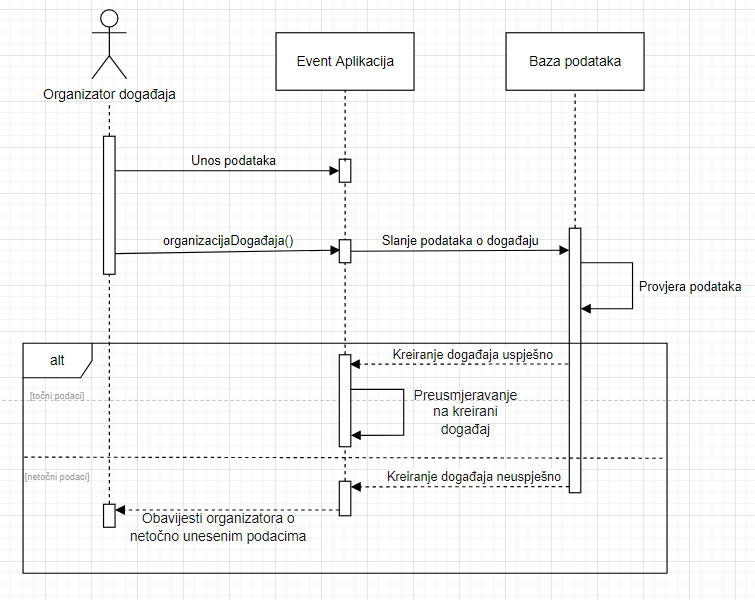 Event Aplikacija
Baza podataka
Organizator događaja
Unos podataka
organizacijaDogađaja()
Slanje podataka o događaju
Provjera podataka
alt
Kreiranje događaja uspješno
[točni podaci]
Preusmjeravanje
na kreirani
događaj
[netočni podaci]
Kreiranje događaja neuspješno
Obavijesti organizatora o
netočno unesenim podacima